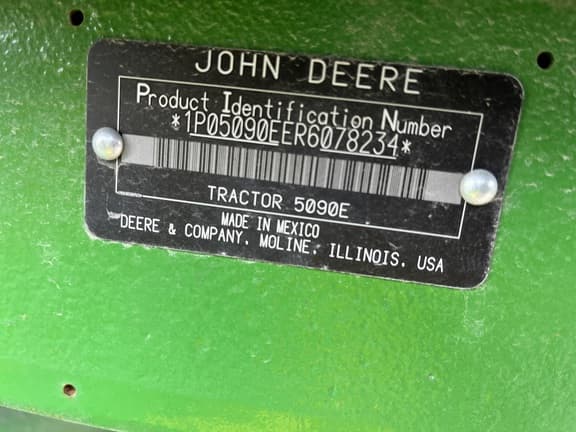 JOHN DEERE
Product Identification Number
*1P05090EER6078234*
TRACTOR 5090E
MADE IN MEXICO
DEERE & COMPANY, MOLINE, ILLINOIS, USA